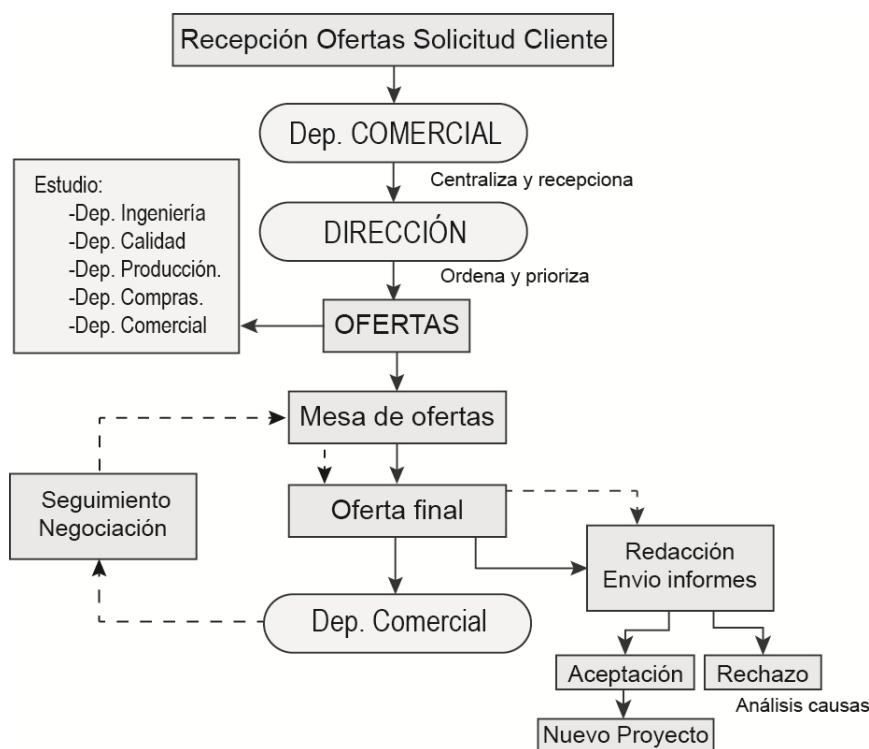 Recepción Ofertas Solicitud Cliente
Dep. COMERCIAL
Centraliza y recepciona
DIRECCIÓN
Ordena y prioriza
Estudio:
-Dep. Ingeniería
-Dep. Calidad
-Dep. Producción.
-Dep. Compras.
-Dep. Comercial
OFERTAS
Mesa de ofertas
Oferta final
Seguimiento
Negociación
Redacción
Envio informes
Dep. Comercial
Aceptación
Rechazo
Análisis causas
Nuevo Proyecto